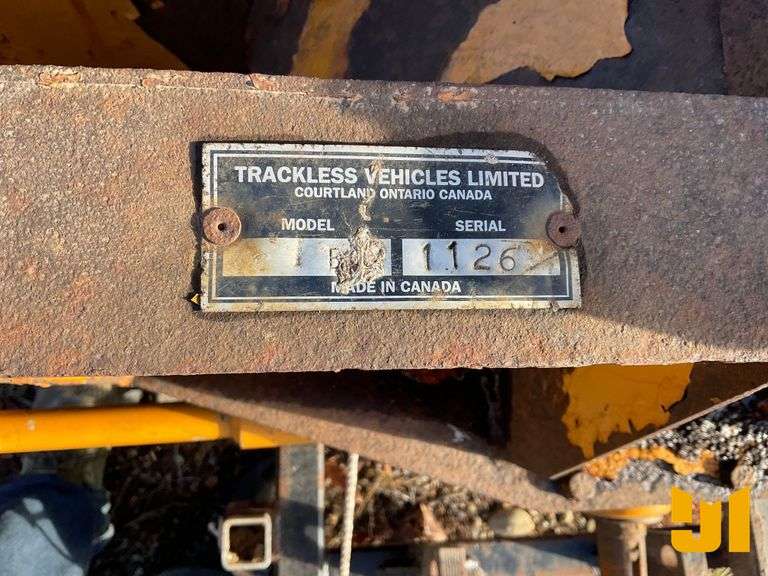 TRACKLESS VEHICLES LIMITED
COURTLAND ONTARIO CANADA
MODEL SERIAL
1126
MADE IN CANADA